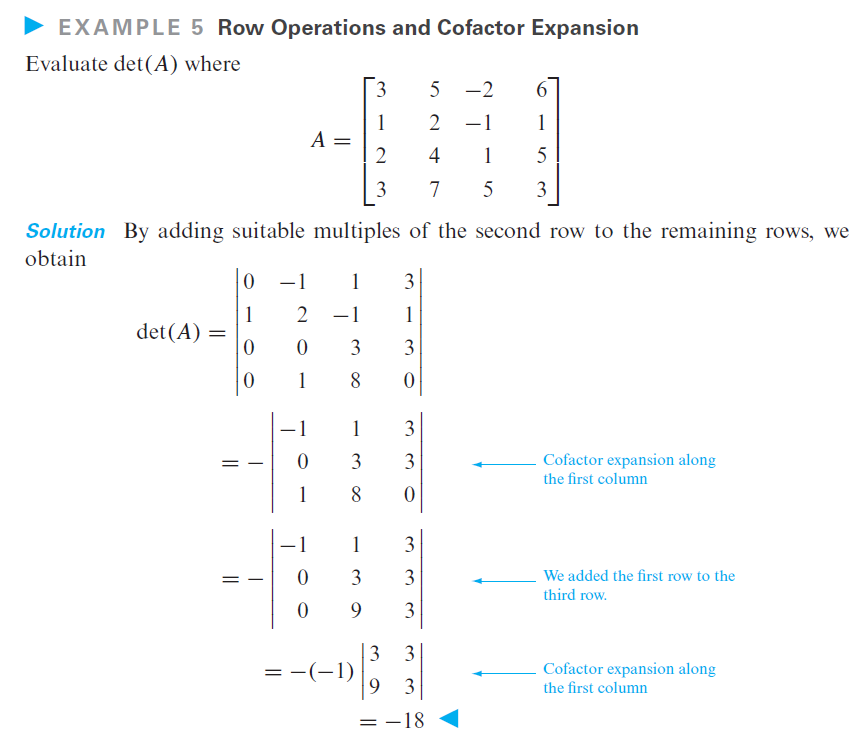 ▶ EXAMPLE 5 Row Operations and Cofactor Expansion
Evaluate det(A) where
A = [3 5 −2 6
1 2 −1 1
2 4 1 5
3 7 5 3]
Solution By adding suitable multiples of the second row to the remaining rows, we
obtain
det(A) = |0 −1 1 3
1 2 −1 1
0 0 3 3
0 1 8 0|
= − |−1 1 3
0 3 3
1 8 0|
Cofactor expansion along
the first column
= − |−1 1 3
0 3 3
0 9 3|
We added the first row to the
third row.
= −(−1) |3 3
9 3|
Cofactor expansion along
the first column
= −18 ◀